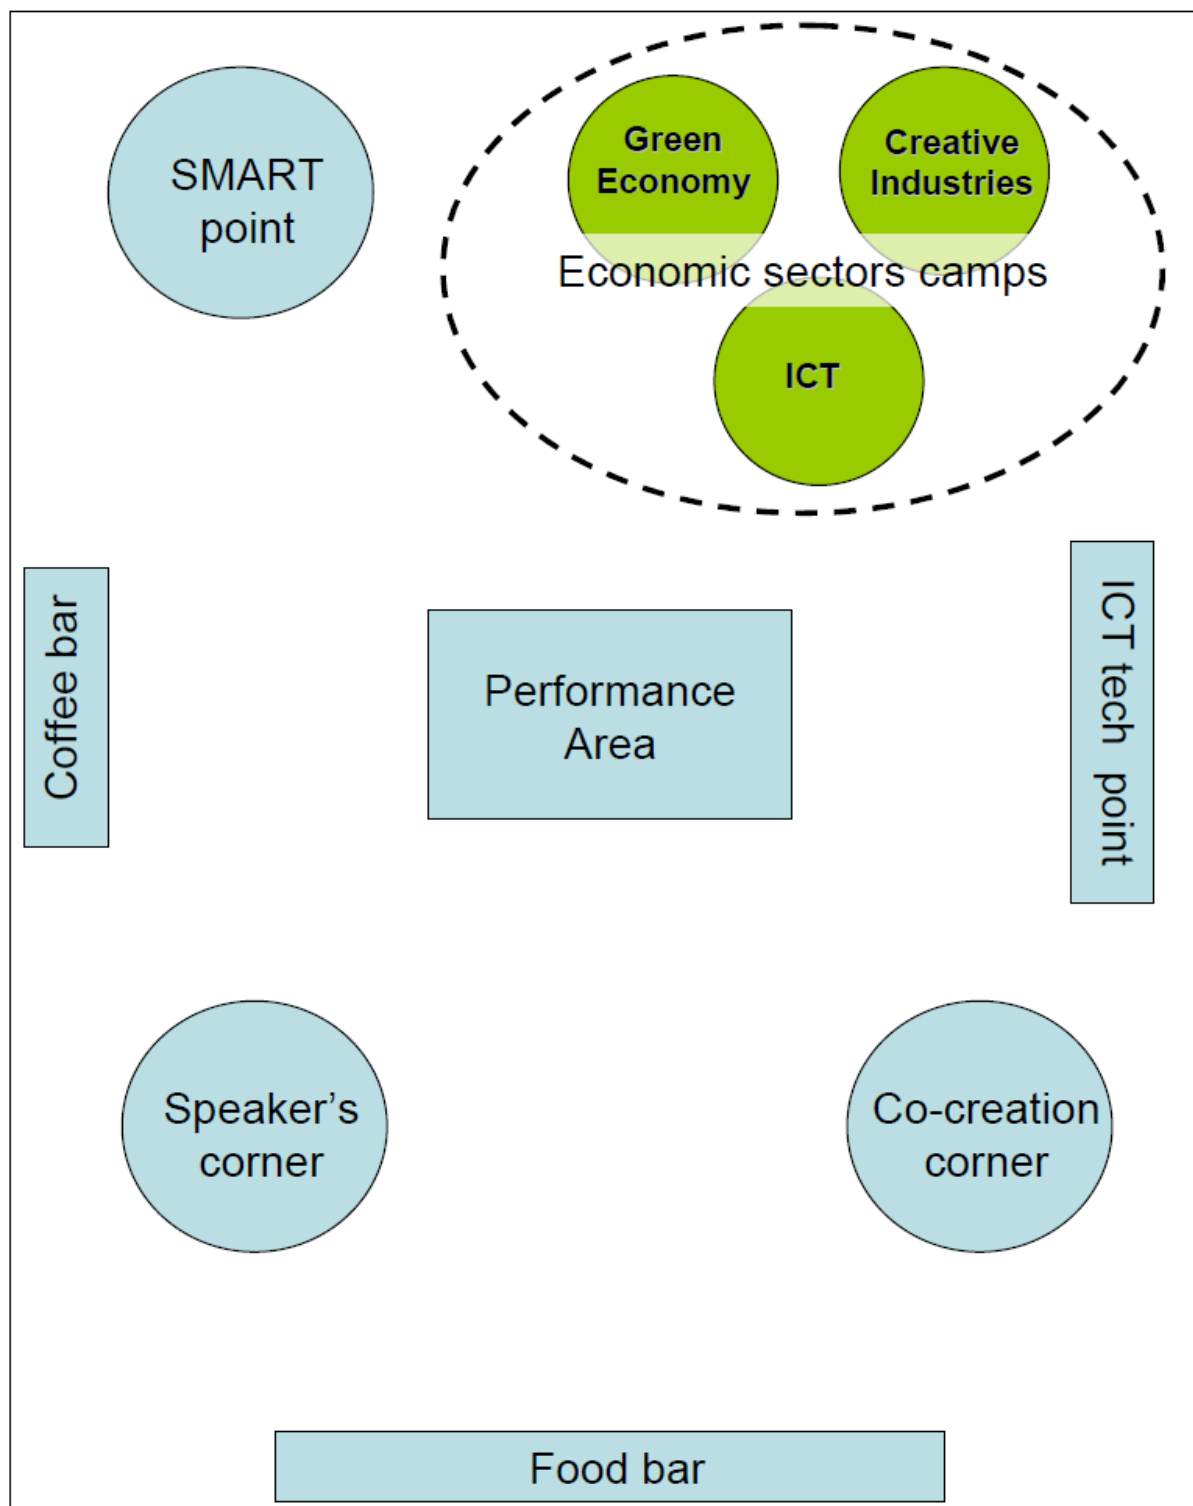 SMART
point
Green
Economy
Creative
Industries
Economic sectors camps
ICT
Coffee bar
Performance
Area
ICT tech point
Speaker’s
corner
Co-creation
corner
Food bar